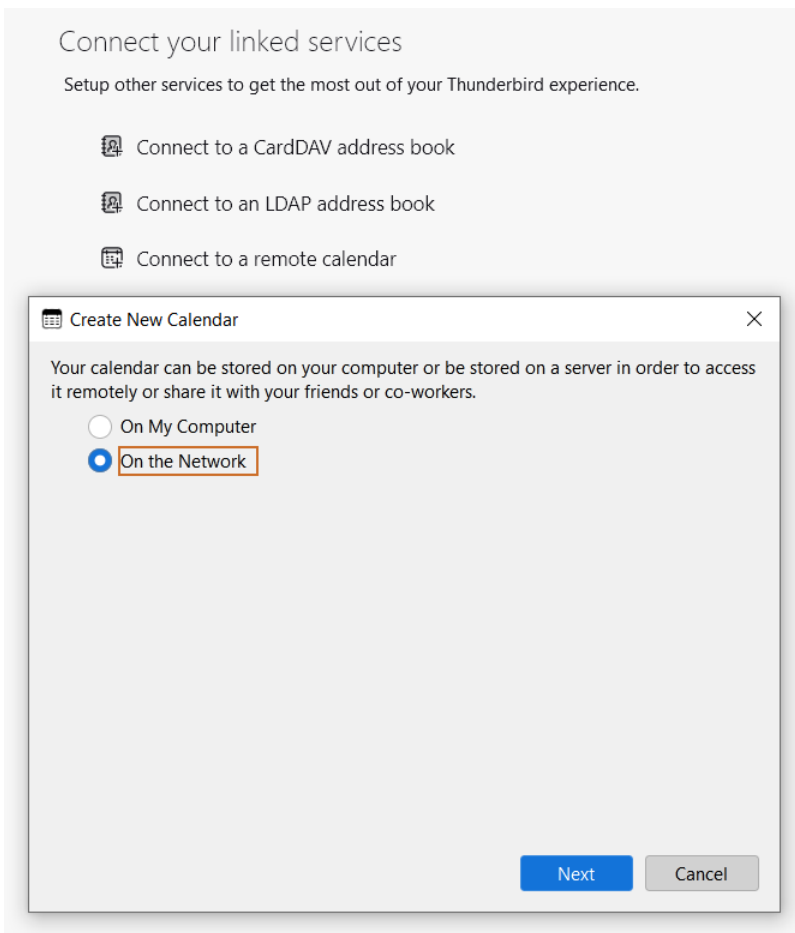 Connect your linked services
Setup other services to get the most out of your Thunderbird experience.
Connect to a CardDAV address book
Connect to an LDAP address book
Connect to a remote calendar
Create New Calendar
Your calendar can be stored on your computer or be stored on a server in order to access
it remotely or share it with your friends or co-workers.
On My Computer
On the Network
Next Cancel